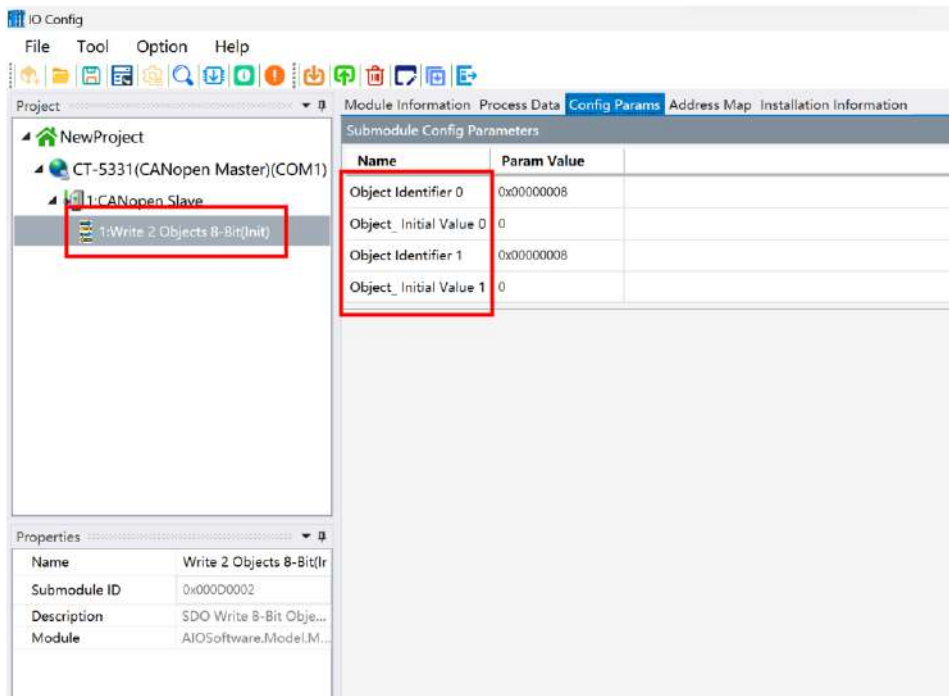 IO Config
File Tool Option Help
Project
NewProject
CT-5331(CANopen Master)(COM1)
1:CANopen Slave
1:Write 2 Objects 8-Bit(Init)
Module Information Process Data Config Params Address Map Installation Information
Submodule Config Parameters
Name Param Value
Object Identifier 0 0x00000008
Object_ Initial Value 0 0
Object Identifier 1 0x00000008
Object_ Initial Value 1 0
Properties
Name Write 2 Objects 8-Bit(Ir
Submodule ID 0x000D0002
Description SDO Write 8-Bit Obje...
Module AIOSoftware.Model.M...